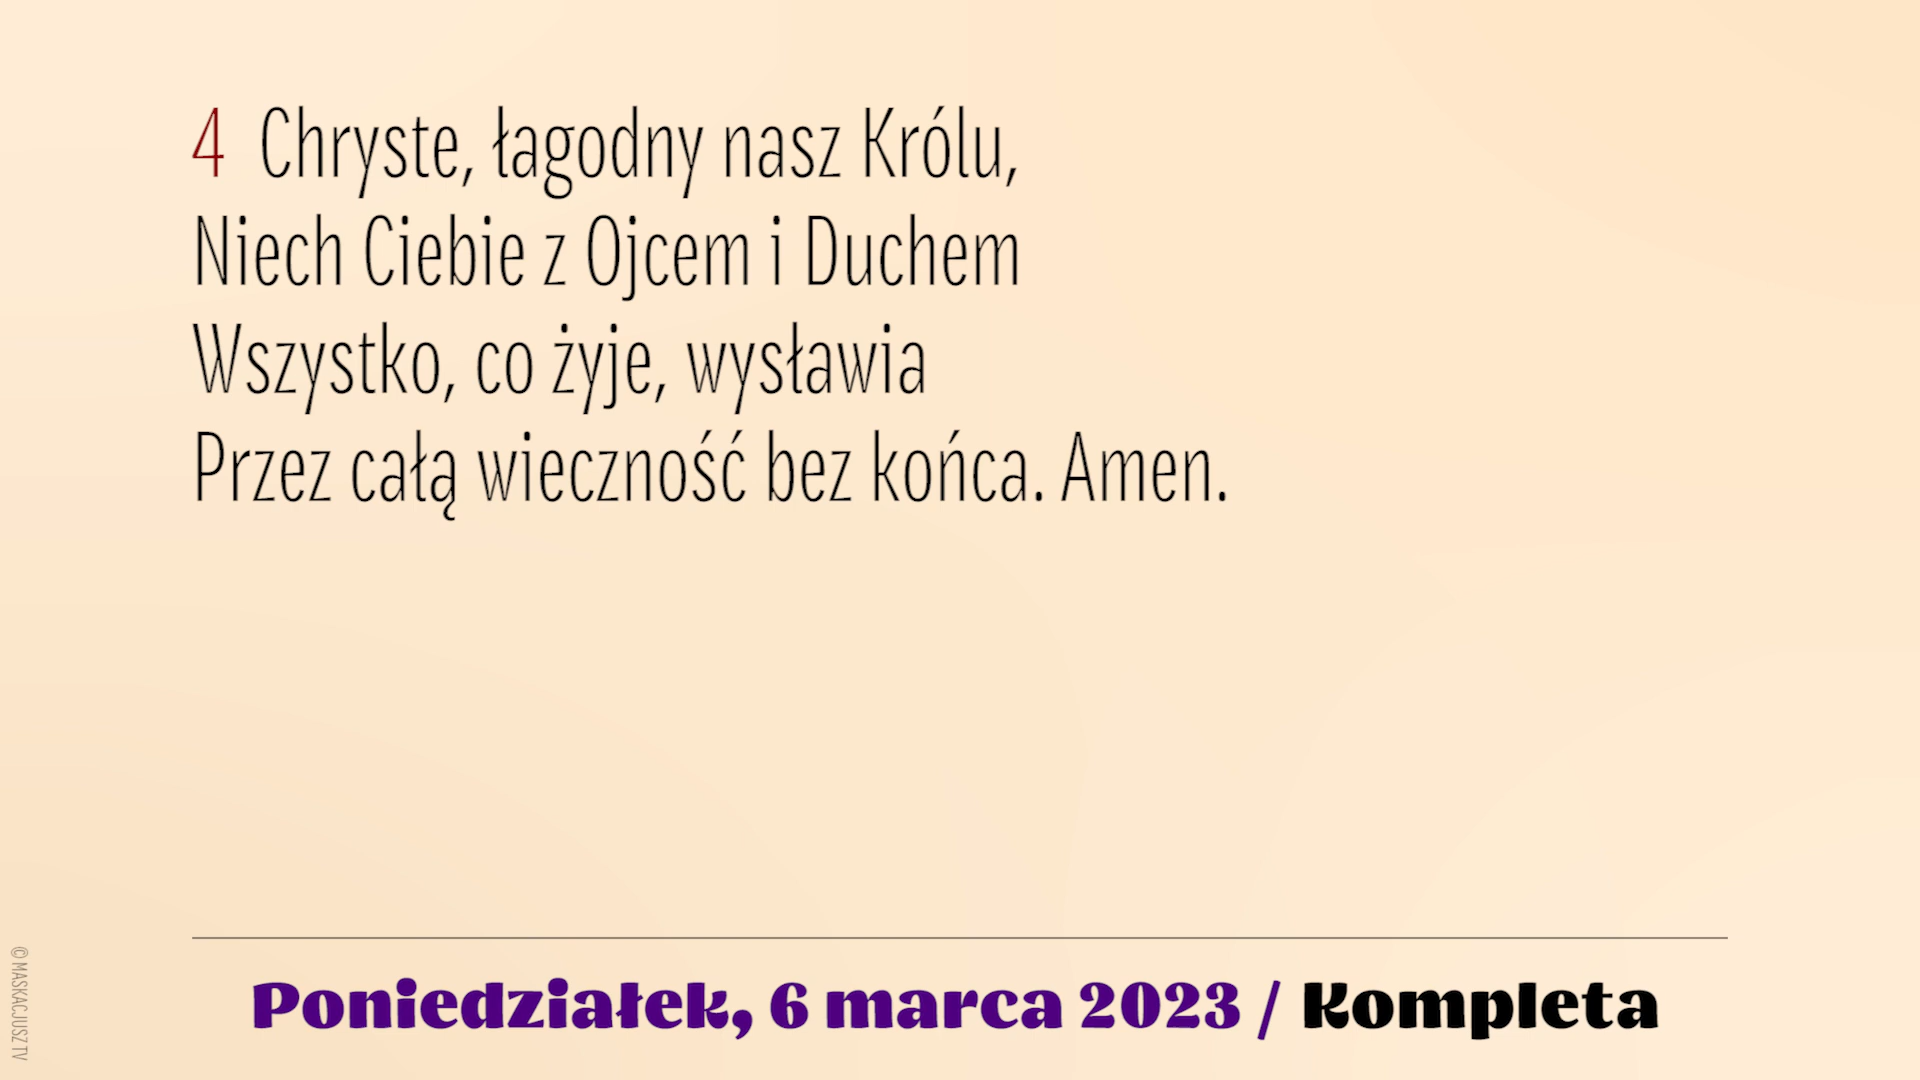 4 Chryste, łagodny nasz Królu,
Niech Ciebie z Ojcem i Duchem
Wszystko, co żyje, wysławia
Przez całą wieczność bez końca. Amen.
Poniedziałek, 6 marca 2023 / Kompleta
© MASKACJUSZ TV